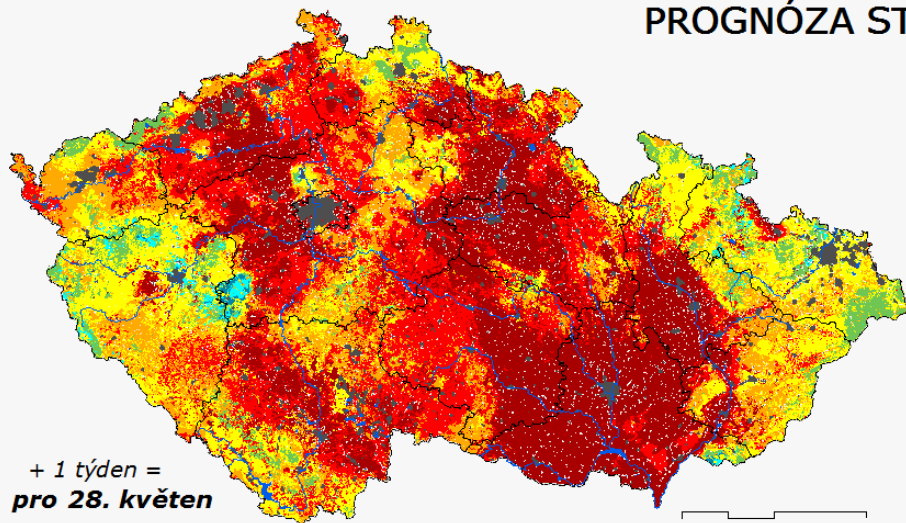 PROGNÓZA ST
+ 1 týden =
pro 28. květen